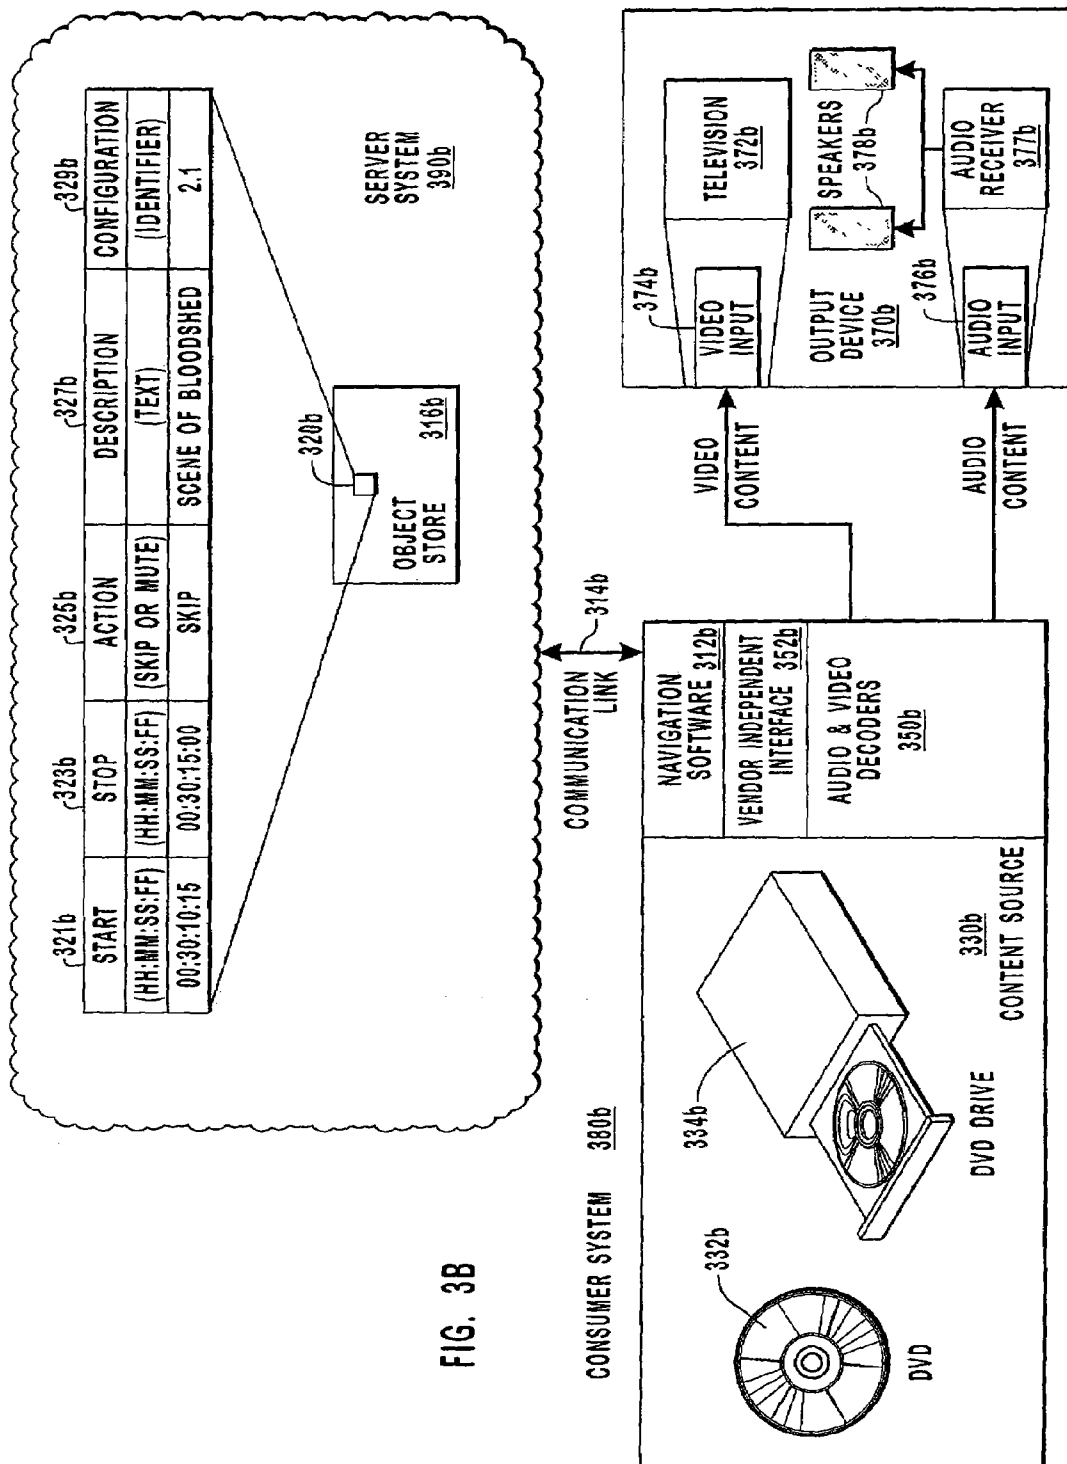 321b 323b 325b 327b 329b
START STOP ACTION DESCRIPTION CONFIGURATION
(HH:MM:SS:FF) (HH:MM:SS:FF) (SKIP OR MUTE) (TEXT) (IDENTIFIER)
00:30:10:15 00:30:15:00 SKIP SCENE OF BLOODSHED 2.1
320b
OBJECT
STORE
316b
SERVER
SYSTEM
390b
FIG. 3B
COMMUNICATION
LINK
314b
CONSUMER SYSTEM 380b
332b
DVD
334b
DVD DRIVE
330b
CONTENT SOURCE
NAVIGATION
SOFTWARE 312b
VENDOR INDEPENDENT
INTERFACE 352b
AUDIO & VIDEO
DECODERS
350b
VIDEO
CONTENT
AUDIO
CONTENT
374b
VIDEO
INPUT
TELEVISION
372b
OUTPUT
DEVICE
370b
SPEAKERS
378b
376b
AUDIO
INPUT
AUDIO
RECEIVER
377b